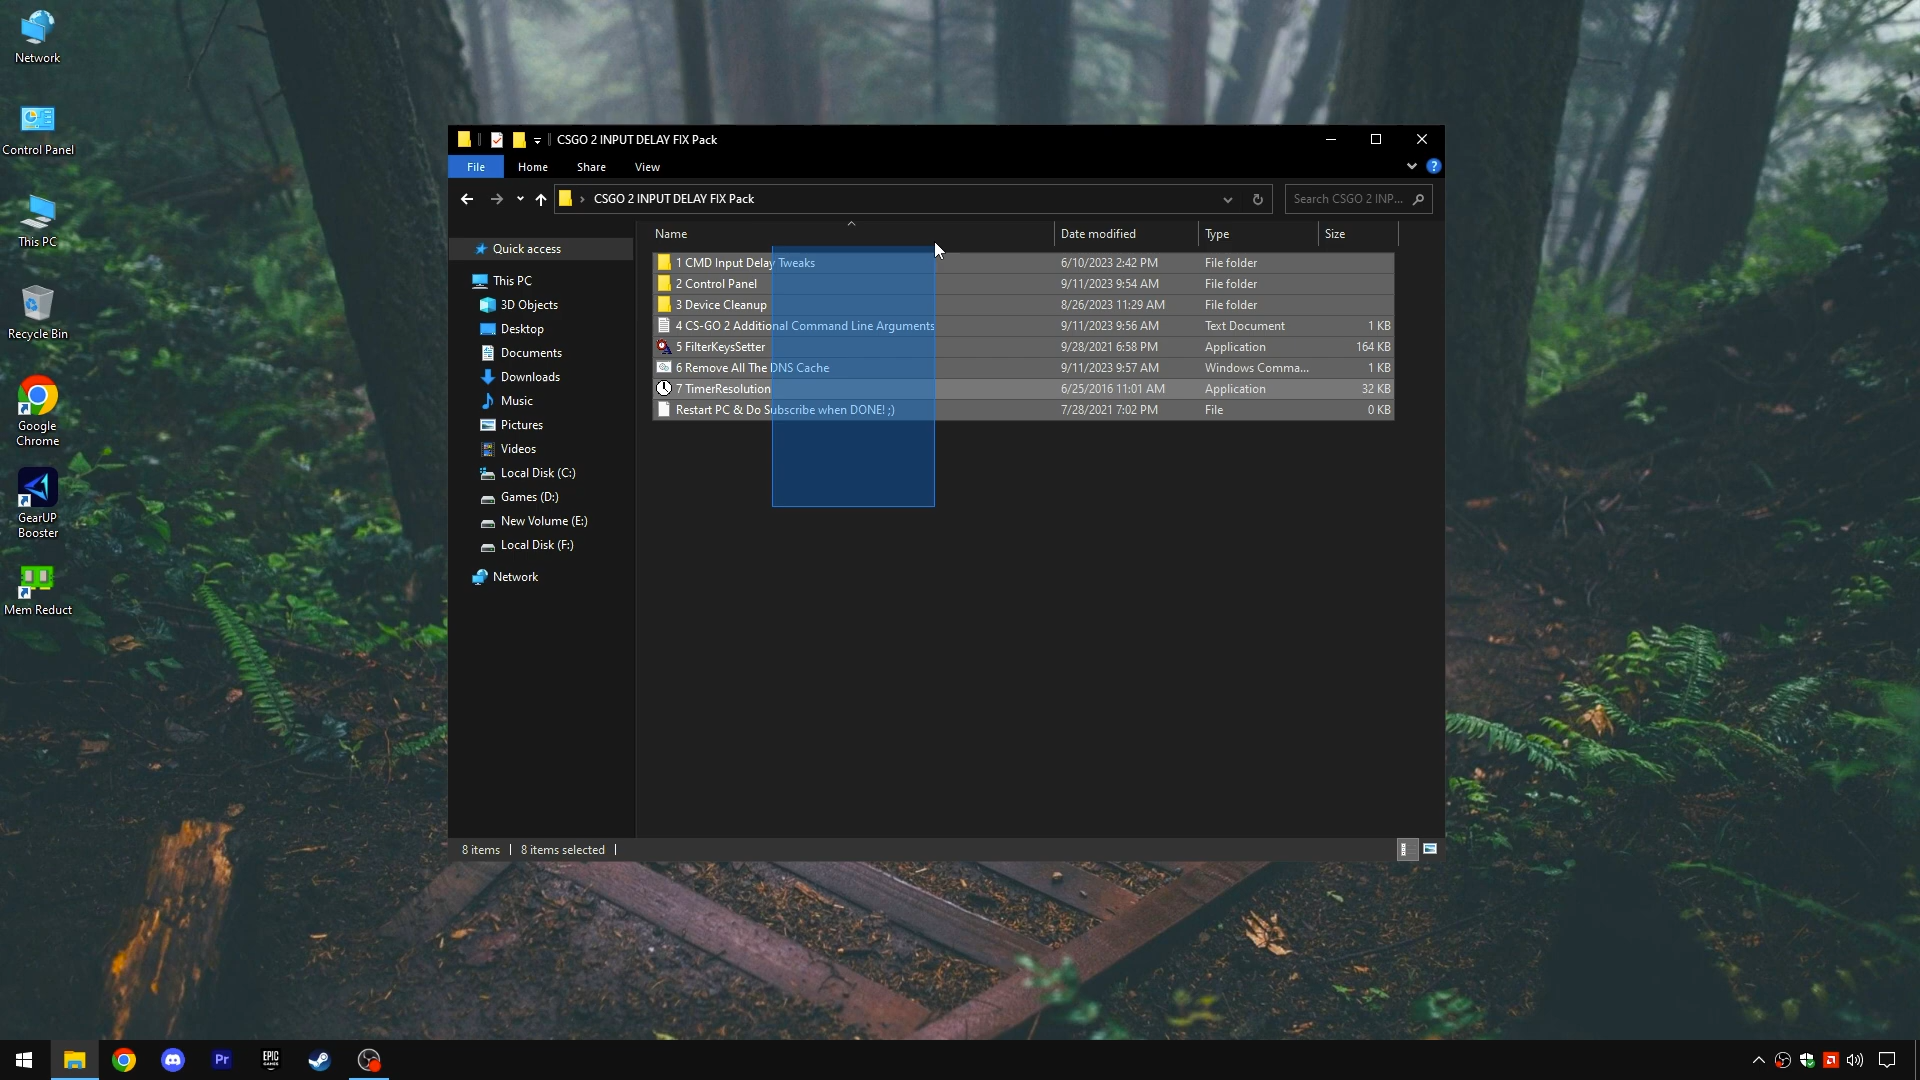 Network
Control Panel
This PC
Recycle Bin
Google
Chrome
GearUP
Booster
Mem Reduct
CSGO 2 INPUT DELAY FIX Pack
File Home Share View
?
CSGO 2 INPUT DELAY FIX Pack
Search CSGO 2 INP...
Quick access
This PC
3D Objects
Desktop
Documents
Downloads
Music
Pictures
Videos
Local Disk (C:)
Games (D:)
New Volume (E:)
Local Disk (F:)
Network
Name Date modified Type Size
1 CMD Input Delay Tweaks 6/10/2023 2:42 PM File folder
2 Control Panel 9/11/2023 9:54 AM File folder
3 Device Cleanup 8/26/2023 11:29 AM File folder
4 CS-GO 2 Additional Command Line Arguments 9/11/2023 9:56 AM Text Document 1 KB
5 FilterKeysSetter 9/28/2021 6:58 PM Application 164 KB
6 Remove All The DNS Cache 9/11/2023 9:57 AM Windows Comma... 1 KB
7 TimerResolution 6/25/2016 11:01 AM Application 32 KB
Restart PC & Do Subscribe when DONE! ;) 7/28/2021 7:02 PM File 0 KB
8 items 8 items selected
Pr
EPIC
GAMES